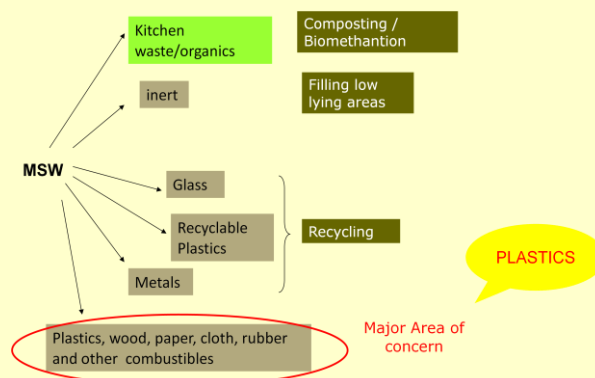 Kitchen
waste/organics
Composting /
Biomethantion
inert
Filling low
lying areas
MSW
Glass
Recyclable
Plastics
Recycling
Metals
PLASTICS
Plastics, wood, paper, cloth, rubber
and other combustibles
Major Area of
concern